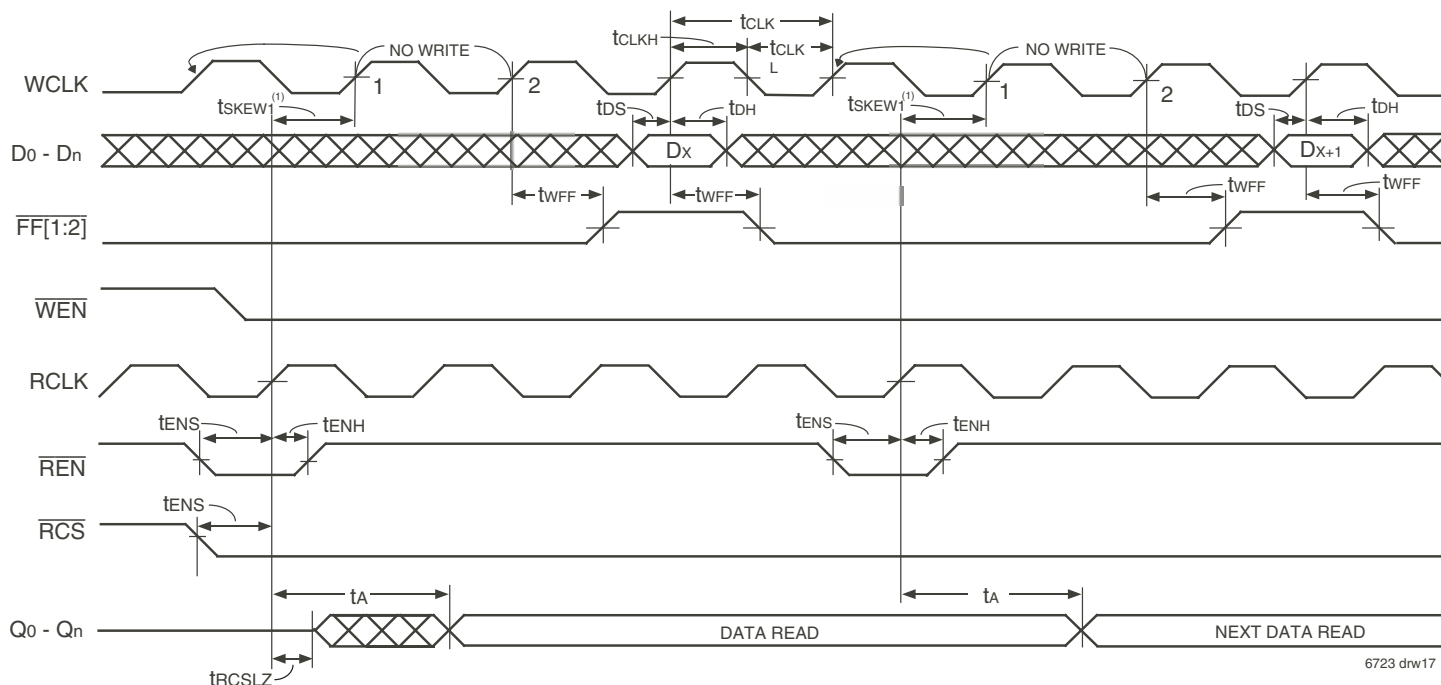 tCLK
tCLKH
tCLK
L
NO WRITE
NO WRITE
WCLK
1
2
1
2
tSKEW1(1)
tDS
tDH
tSKEW1(1)
tDS
tDH
D0 - Dn
DX
DX+1
tWFF
tWFF
tWFF
tWFF
FF[1:2]
WEN
RCLK
tENS
tENH
tENS
tENH
REN
tENS
RCS
tA
tA
Q0 - Qn
DATA READ
NEXT DATA READ
tRCSLZ
6723 drw17